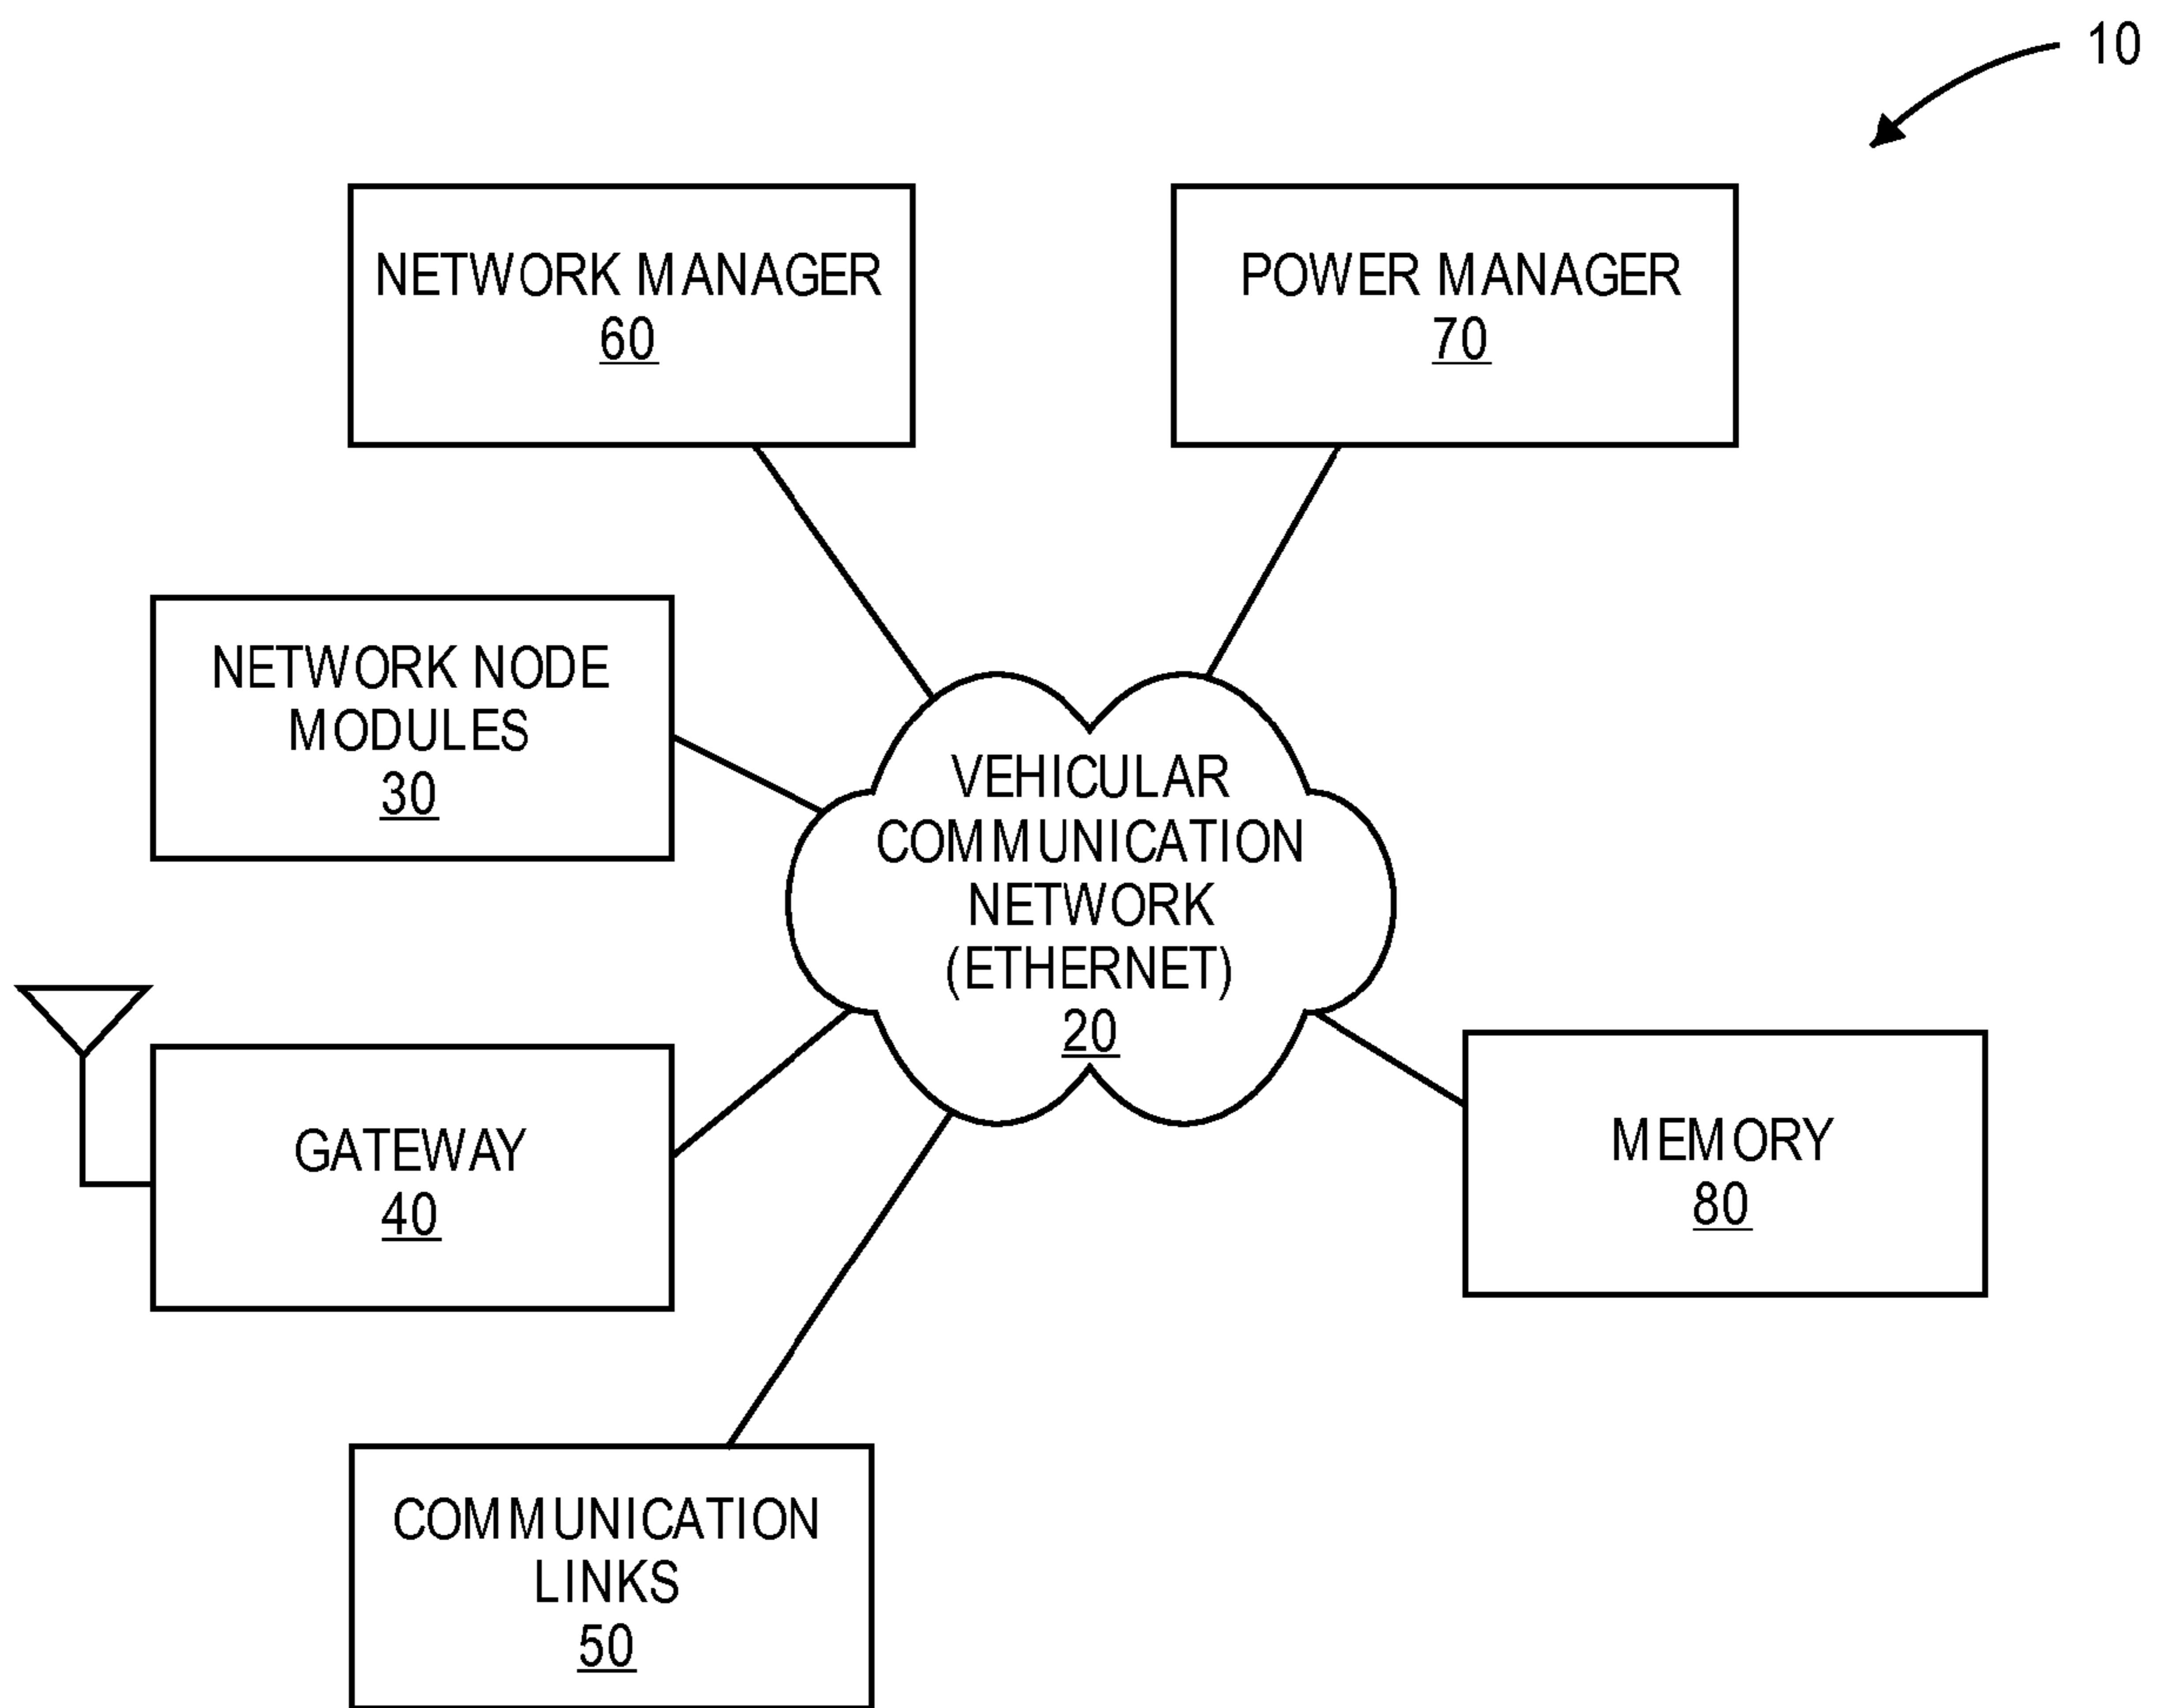 10
NETWORK MANAGER
60
POWER MANAGER
70
NETWORK NODE
MODULES
30
VEHICULAR
COMMUNICATION
NETWORK
(ETHERNET)
20
GATEWAY
40
MEMORY
80
COMMUNICATION
LINKS
50